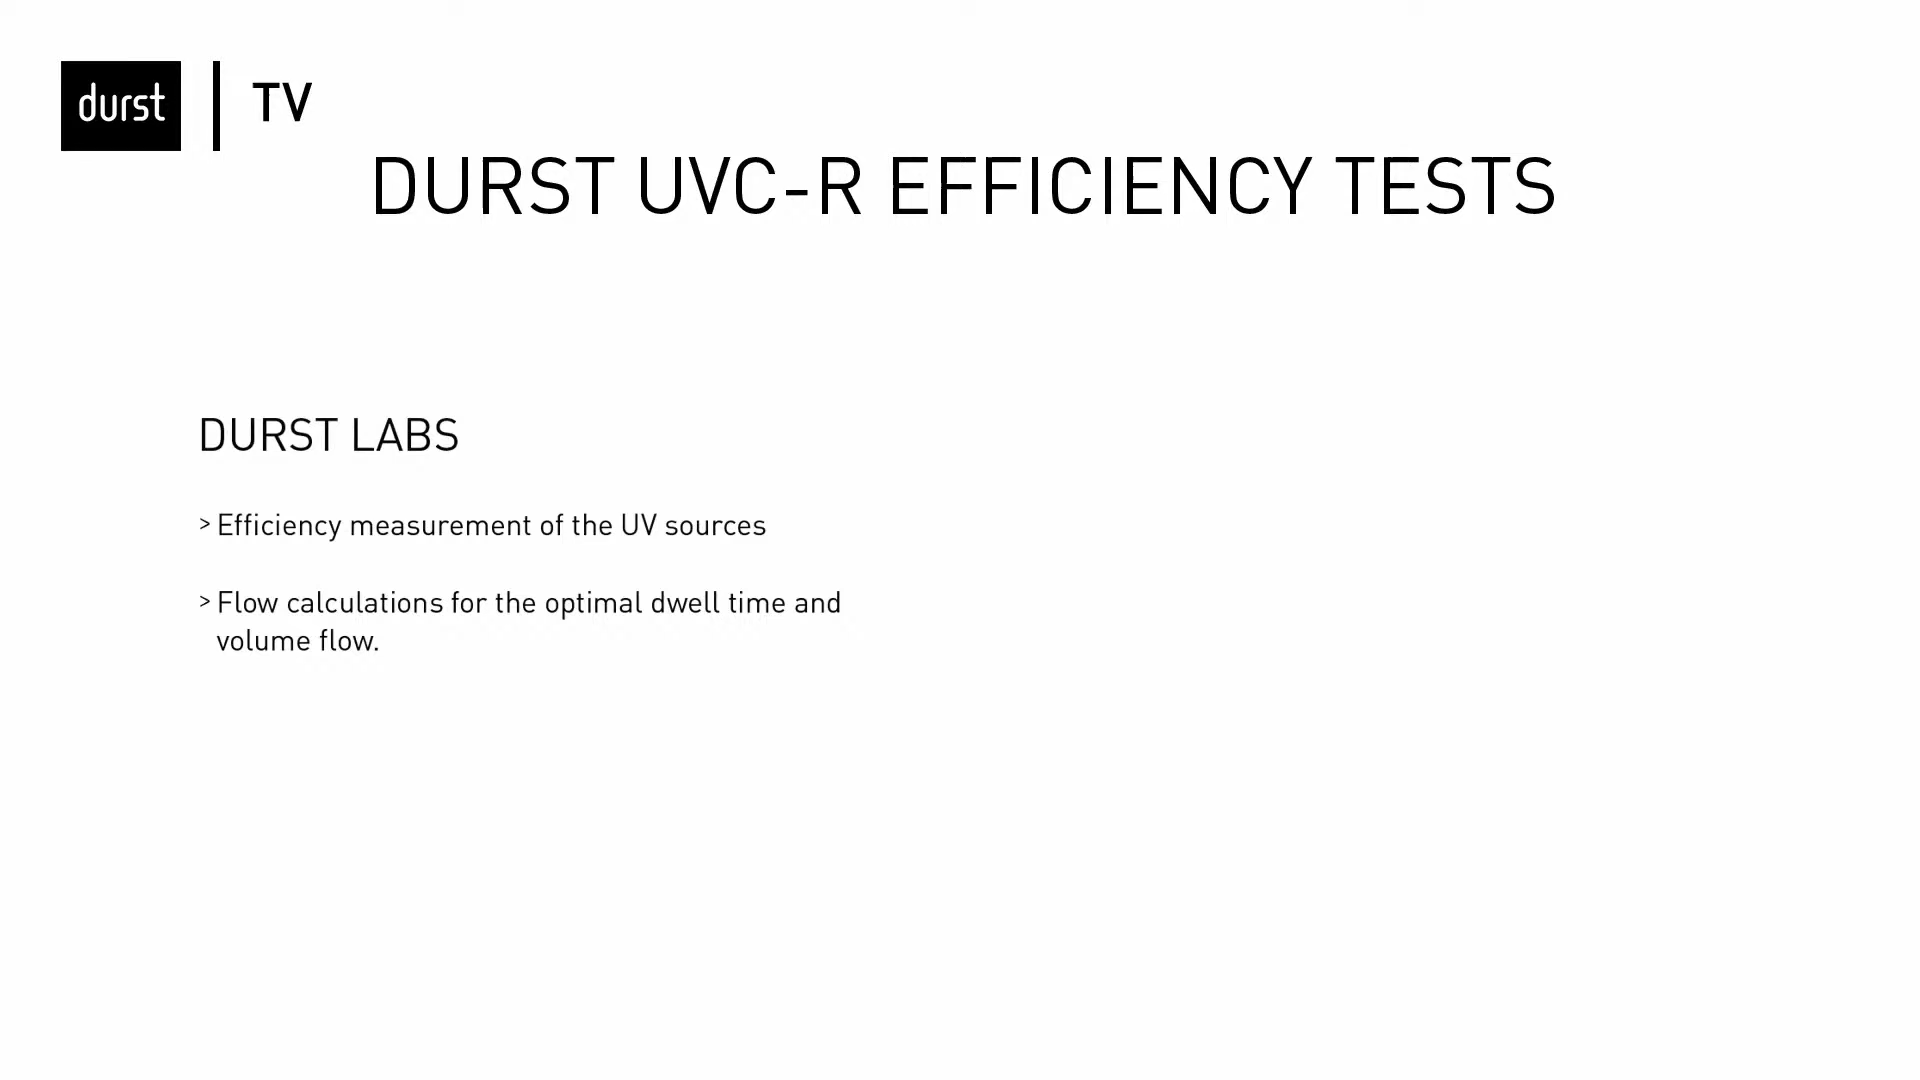 durst | TV
DURST UVC-R EFFICIENCY TESTS
DURST LABS
> Efficiency measurement of the UV sources
> Flow calculations for the optimal dwell time and
volume flow.